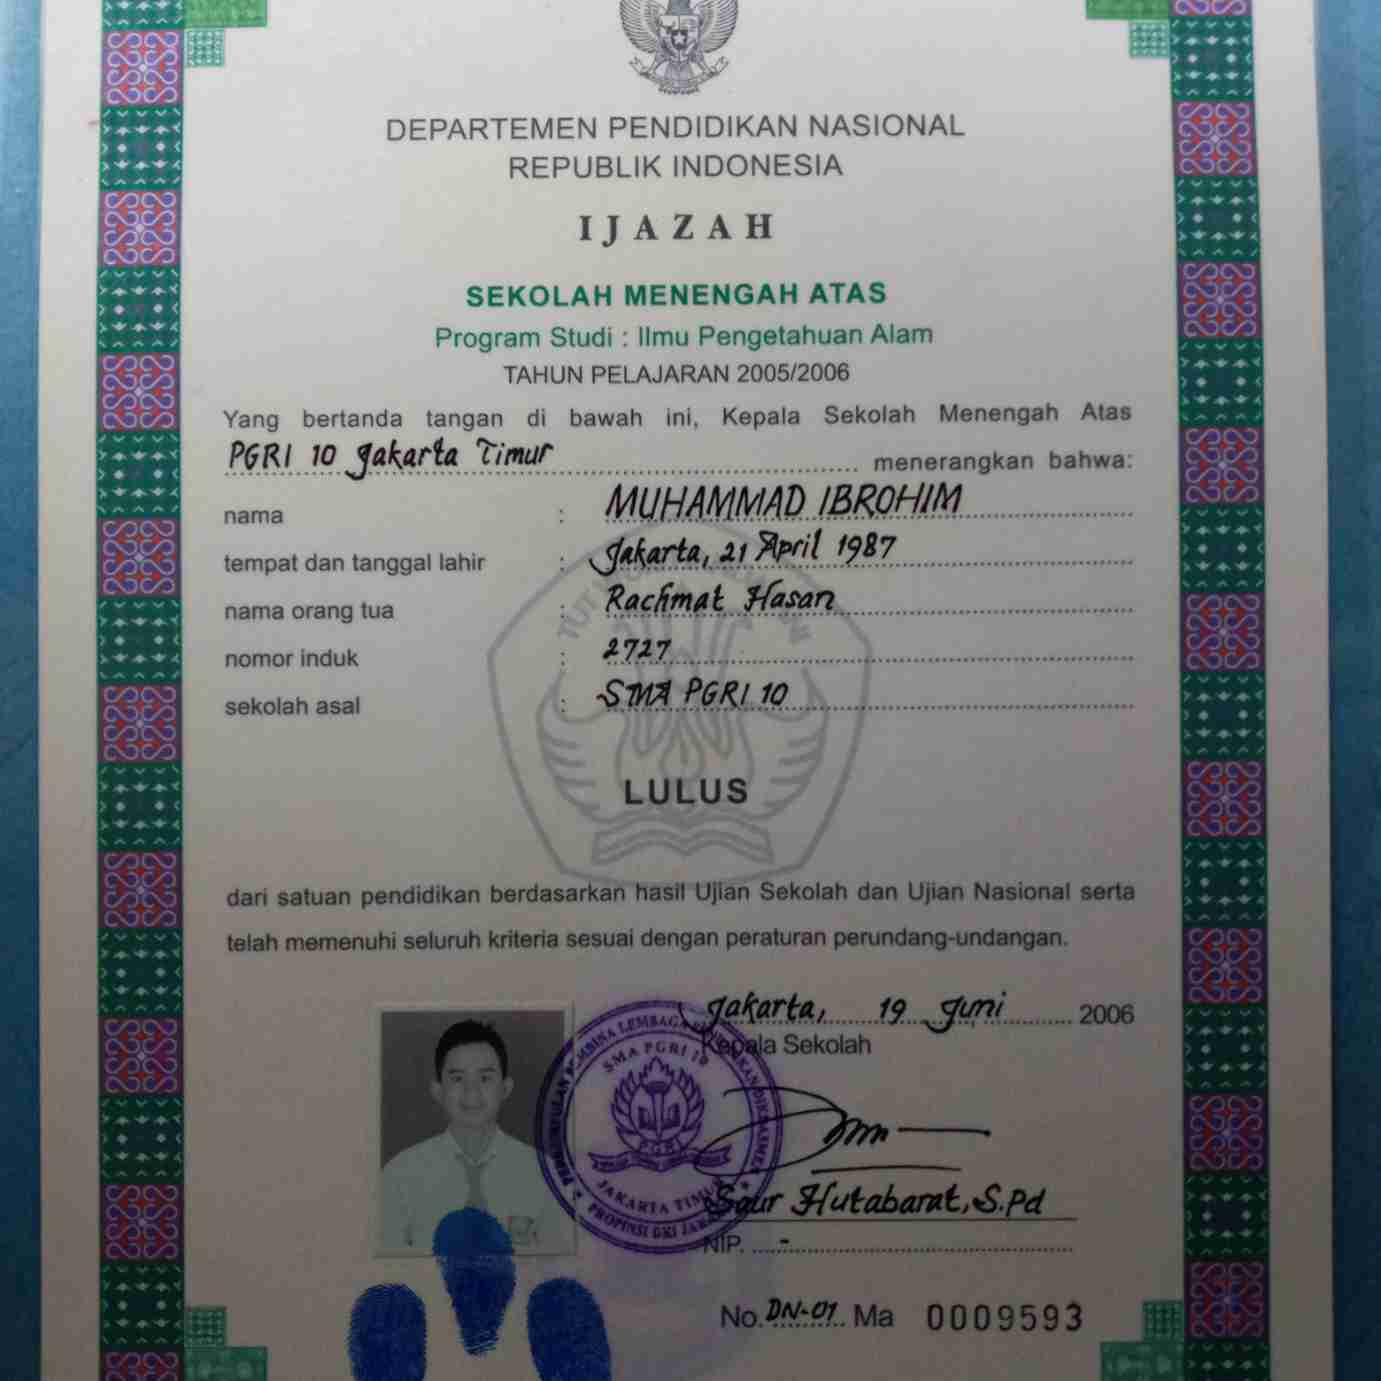 DEPARTEMEN PENDIDIKAN NASIONAL
REPUBLIK INDONESIA
IJAZAH
SEKOLAH MENENGAH ATAS
Program Studi : Ilmu Pengetahuan Alam
TAHUN PELAJARAN 2005/2006
Yang bertanda tangan di bawah ini, Kepala Sekolah Menengah Atas
PGRI 10 Jakarta Timur menerangkan bahwa:
nama : MUHAMMAD IBROHIM
tempat dan tanggal lahir : Jakarta, 21 April 1987
nama orang tua : Rachmat Hasan
nomor induk : 2727
sekolah asal : SMA PGRI 10
LULUS
dari satuan pendidikan berdasarkan hasil Ujian Sekolah dan Ujian Nasional serta
telah memenuhi seluruh kriteria sesuai dengan peraturan perundang-undangan.
Jakarta, 19 Juni 2006
Kepala Sekolah
SMA PGRI 10
PGRI
JAKARTA TIMUR
PROPINSI DKI JAKARTA
Saur Hutabarat, S.Pd
NIP. -
No. DN-01 Ma 0009593